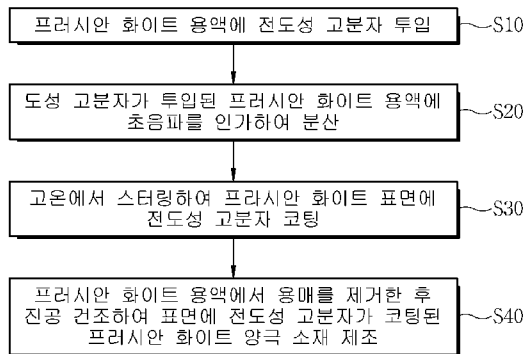 프러시안 화이트 용액에 전도성 고분자 투입
S10
도성 고분자가 투입된 프러시안 화이트 용액에
초음파를 인가하여 분산
S20
고온에서 스터링하여 프라시안 화이트 표면에
전도성 고분자 코팅
S30
프러시안 화이트 용액에서 용매를 제거한 후
진공 건조하여 표면에 전도성 고분자가 코팅된
프러시안 화이트 양극 소재 제조
S40